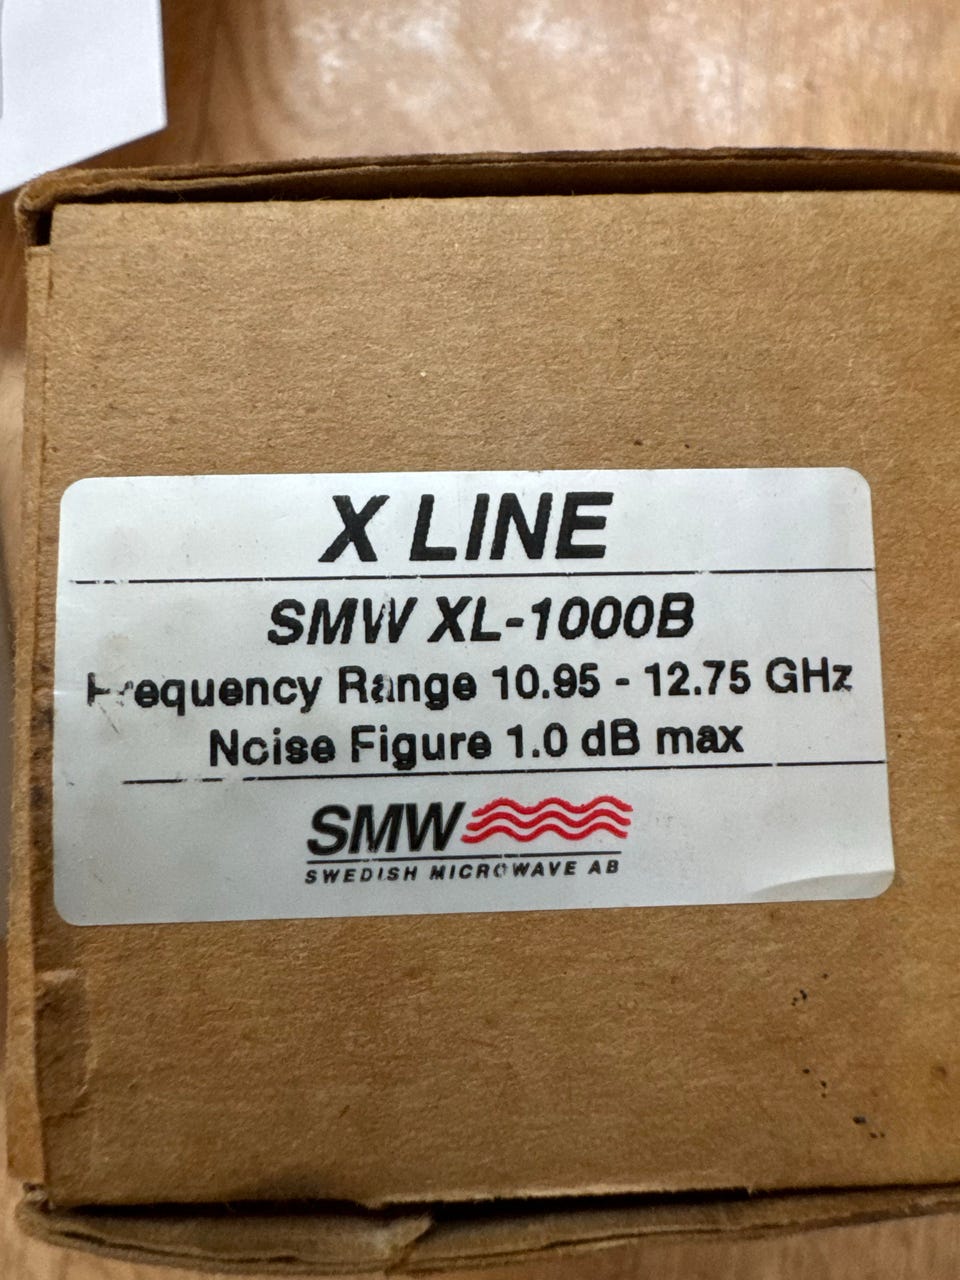 X LINE
SMW XL-1000B
Frequency Range 10.95 - 12.75 GHz
Noise Figure 1.0 dB max
SMW
SWEDISH MICROWAVE AB